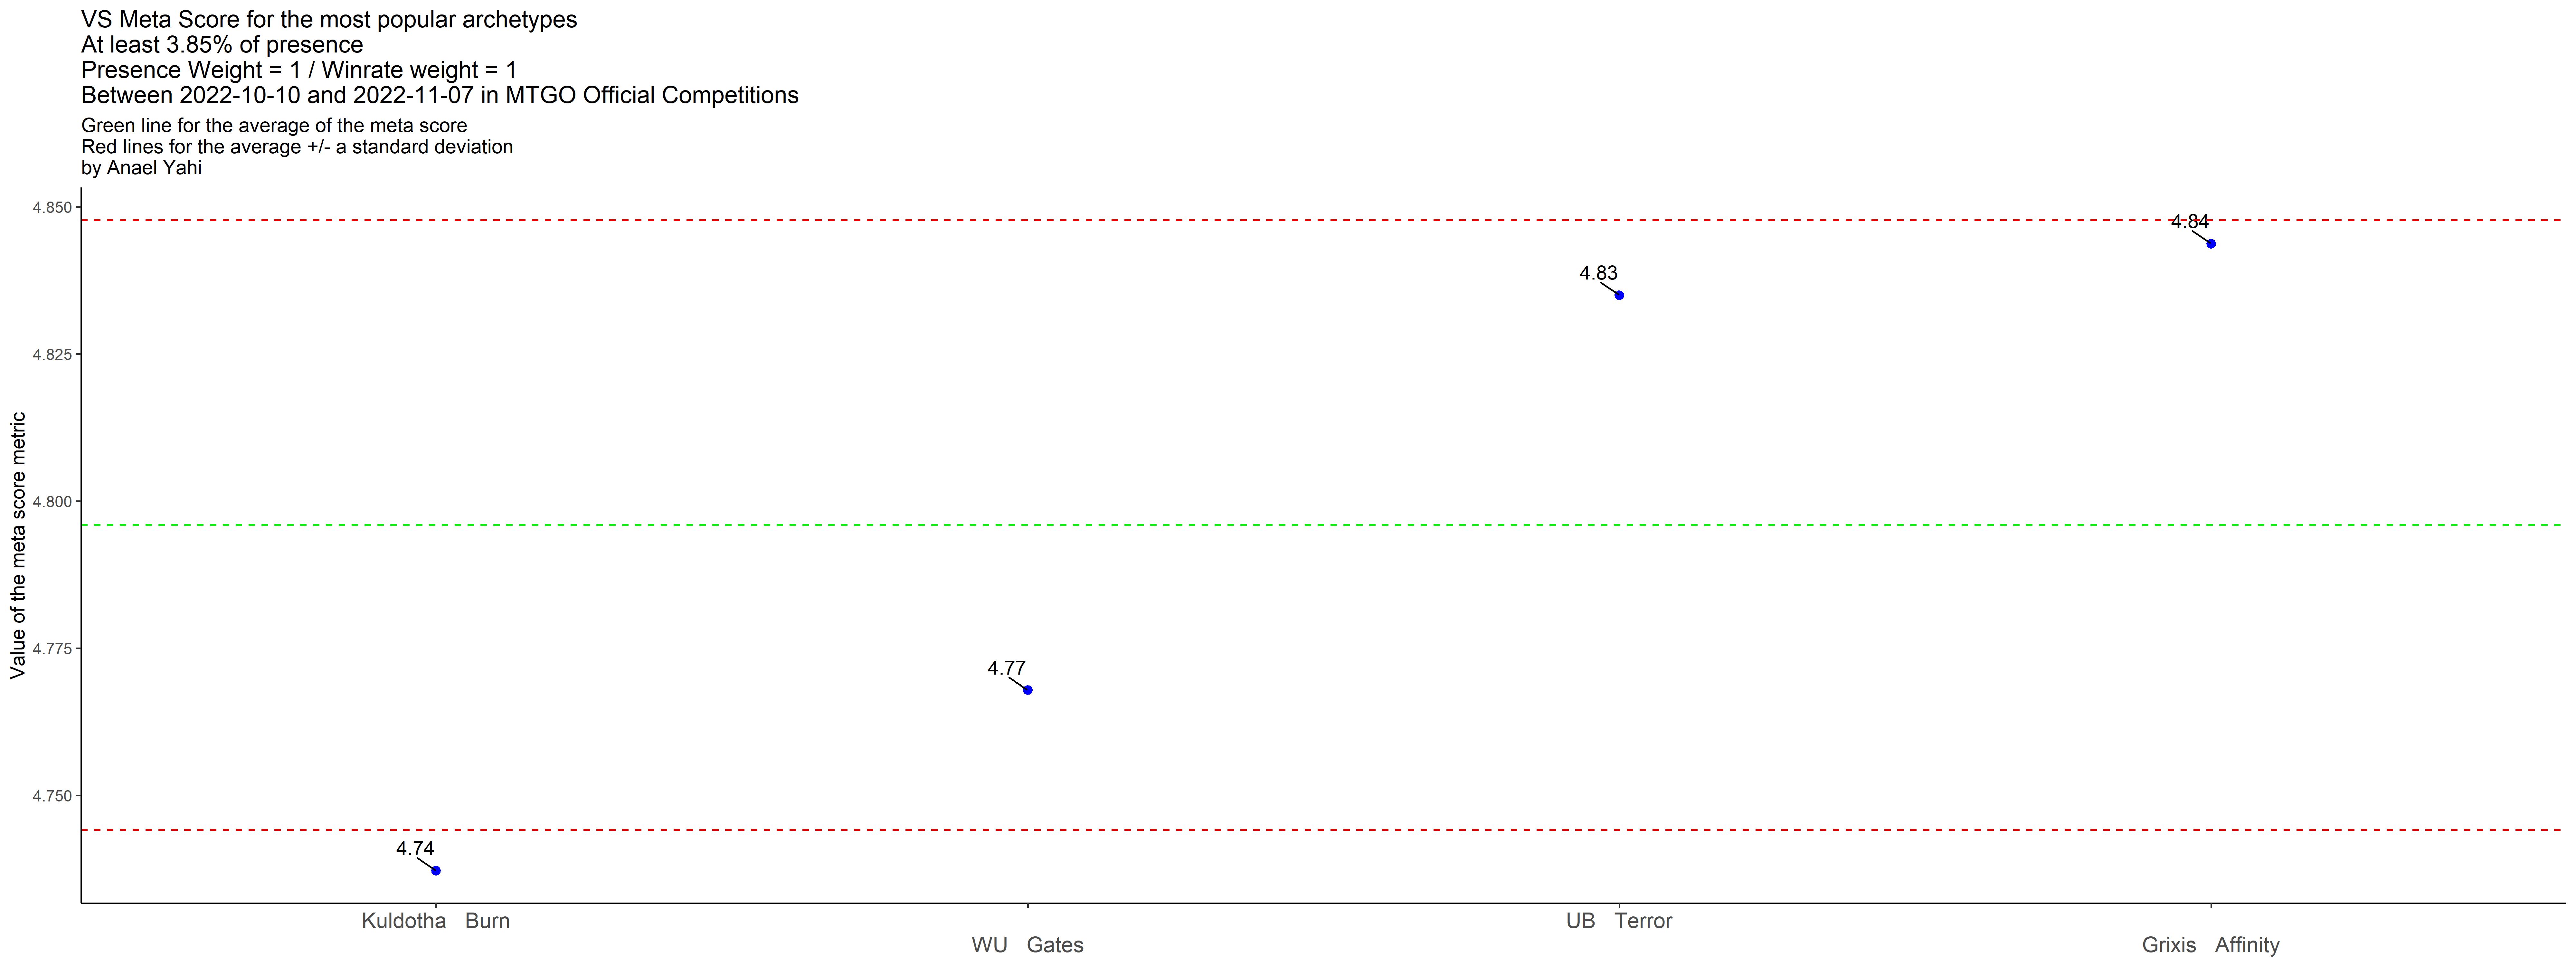 VS Meta Score for the most popular archetypes
At least 3.85% of presence
Presence Weight = 1 / Winrate weight = 1
Between 2022-10-10 and 2022-11-07 in MTGO Official Competitions
Green line for the average of the meta score
Red lines for the average +/- a standard deviation
by Anael Yahi
Value of the meta score metric
4.850
4.825
4.800
4.775
4.750
4.74
4.77
4.83
4.84
Kuldotha Burn
WU Gates
UB Terror
Grixis Affinity